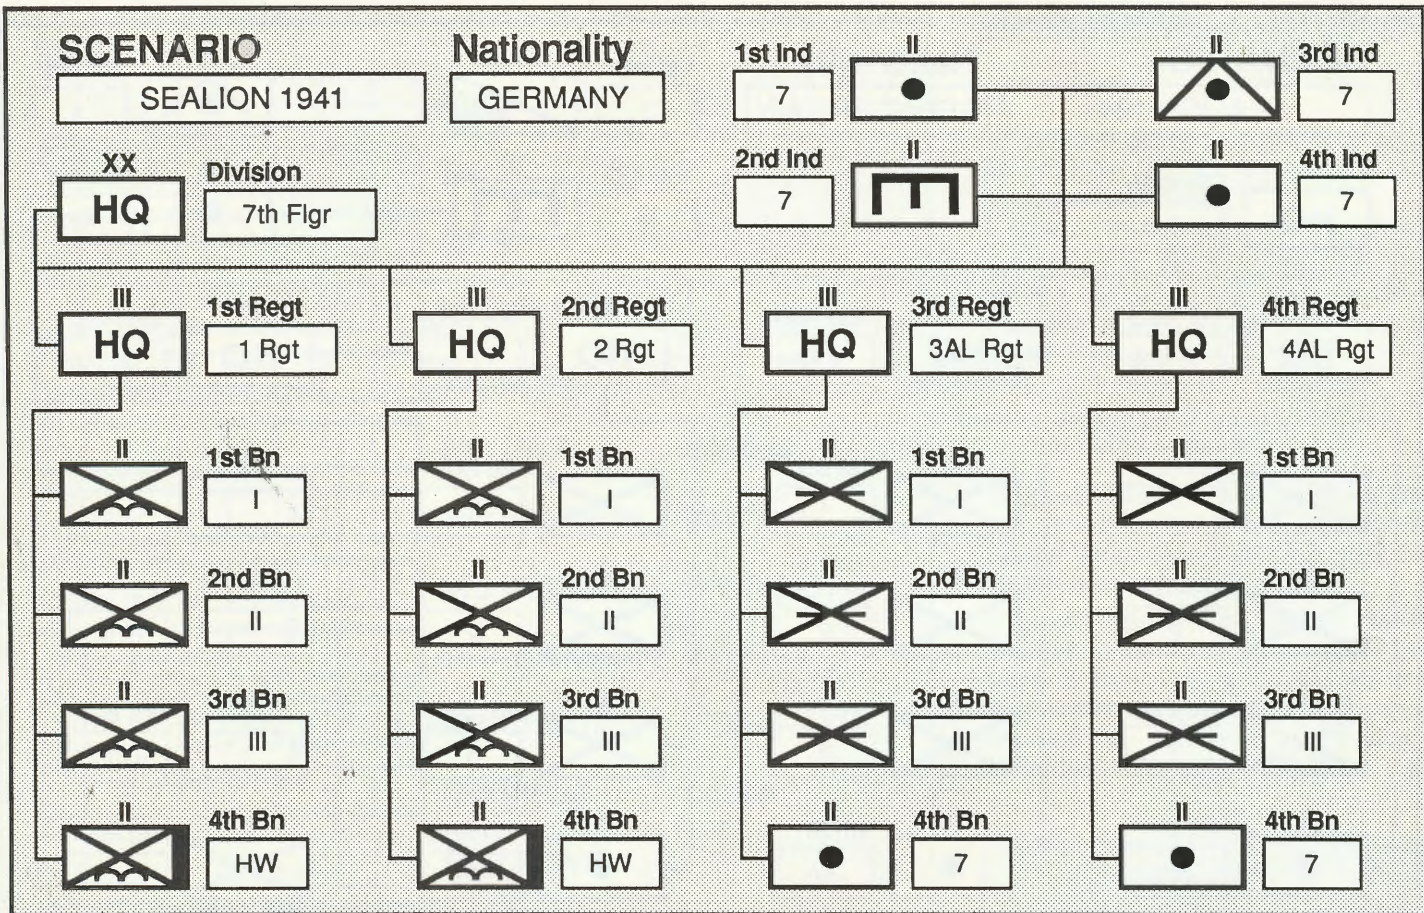 SCENARIO Nationality 1st Ind II II 3rd Ind
SEALION 1941 GERMANY 7 7
XX Division 2nd Ind II II 4th Ind
HQ 7th Flgr 7 7
III 1st Regt III 2nd Regt III 3rd Regt III 4th Regt
HQ 1 Rgt HQ 2 Rgt HQ 3AL Rgt HQ 4AL Rgt
II 1st Bn II 1st Bn II 1st Bn II 1st Bn
I I I I
II 2nd Bn II 2nd Bn II 2nd Bn II 2nd Bn
II II II II
II 3rd Bn II 3rd Bn II 3rd Bn II 3rd Bn
III III III III
II 4th Bn II 4th Bn II 4th Bn II 4th Bn
HW HW 7 7